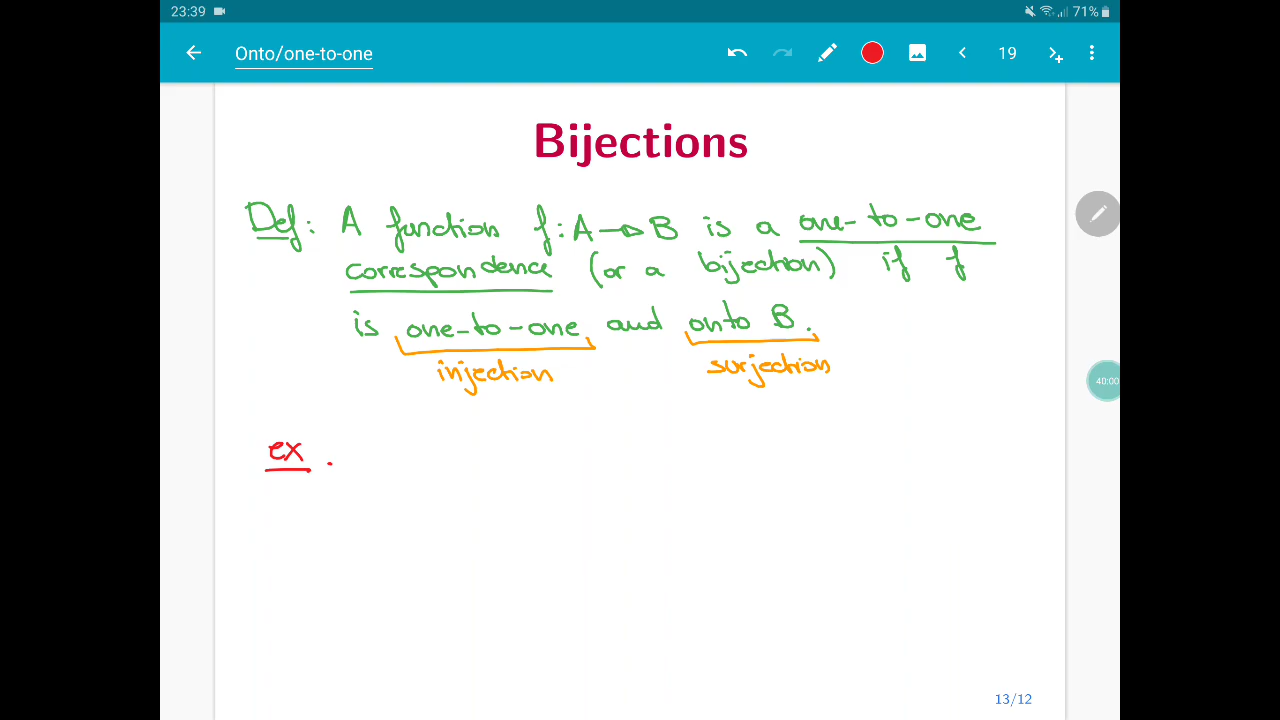 23:39 71%
Onto/one-to-one 19
Bijections
Def: A function f: A→B is a one-to-one
correspondence (or a bijection) if f
is one-to-one and onto B.
injection surjection
40:00
ex .
13/12